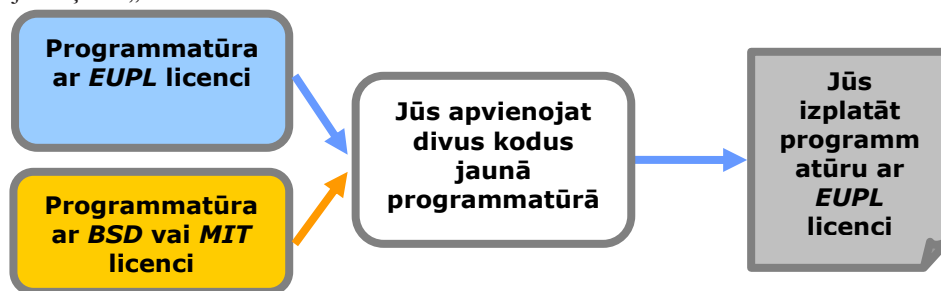 Programmatūra
ar EUPL licenci
Programmatūra
ar BSD vai MIT
licenci
Jūs apvienojat
divus kodus
jaunā
programmatūrā
Jūs
izplatāt
programm
atūru ar
EUPL
licenci